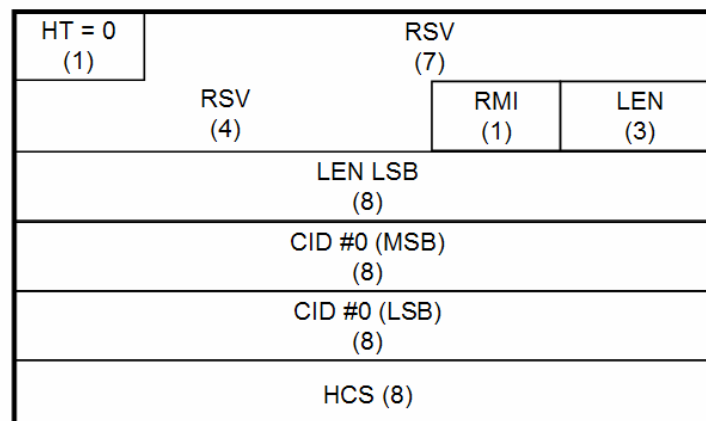 HT = 0
(1)
RSV
(7)
RSV
(4)
RMI
(1)
LEN
(3)
LEN LSB
(8)
CID #0 (MSB)
(8)
CID #0 (LSB)
(8)
HCS (8)